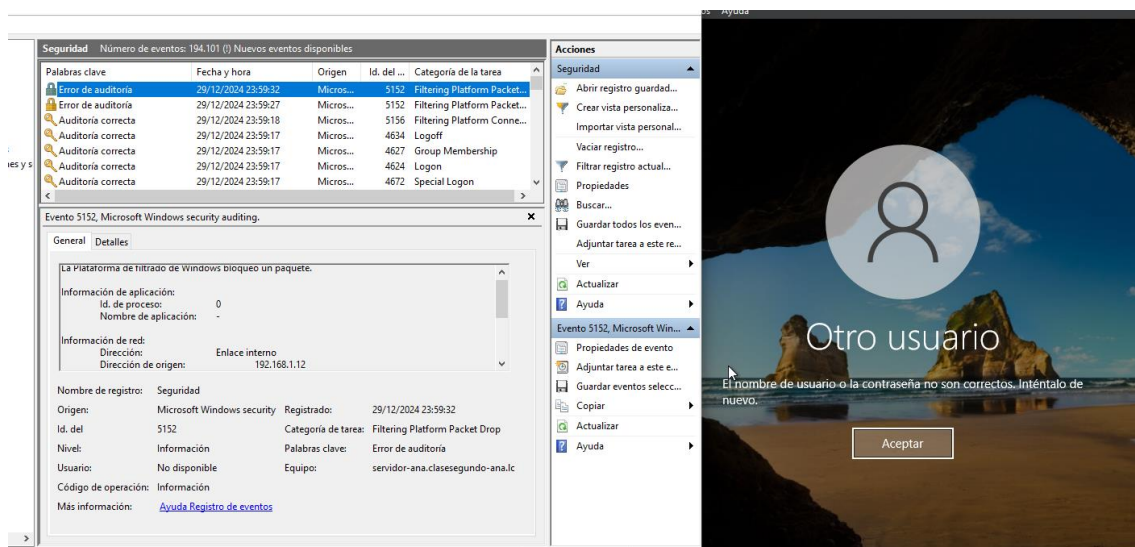 os Ayuda
Seguridad Número de eventos: 194.101 (!) Nuevos eventos disponibles
Palabras clave Fecha y hora Origen Id. del ... Categoría de la tarea
Error de auditoría 29/12/2024 23:59:32 Micros... 5152 Filtering Platform Packet...
Error de auditoría 29/12/2024 23:59:27 Micros... 5152 Filtering Platform Packet...
Auditoría correcta 29/12/2024 23:59:18 Micros... 5156 Filtering Platform Conne...
Auditoría correcta 29/12/2024 23:59:17 Micros... 4634 Logoff
Auditoría correcta 29/12/2024 23:59:17 Micros... 4627 Group Membership
Auditoría correcta 29/12/2024 23:59:17 Micros... 4624 Logon
Auditoría correcta 29/12/2024 23:59:17 Micros... 4672 Special Logon
nes y s
Evento 5152, Microsoft Windows security auditing.
General Detalles
La Plataforma de filtrado de Windows bloqueó un paquete.
Información de aplicación:
Id. de proceso: 0
Nombre de aplicación: -
Información de red:
Dirección: Enlace interno
Dirección de origen: 192.168.1.12
Nombre de registro: Seguridad
Origen: Microsoft Windows security Registrado: 29/12/2024 23:59:32
Id. del 5152 Categoría de tarea: Filtering Platform Packet Drop
Nivel: Información Palabras clave: Error de auditoría
Usuario: No disponible Equipo: servidor-ana.clasesegundo-ana.lc
Código de operación: Información
Más información: Ayuda Registro de eventos
Acciones
Seguridad
Abrir registro guardad...
Crear vista personaliza...
Importar vista personal...
Vaciar registro...
Filtrar registro actual...
Propiedades
Buscar...
Guardar todos los even...
Adjuntar tarea a este re...
Ver
Actualizar
Ayuda
Evento 5152, Microsoft Win...
Propiedades de evento
Adjuntar tarea a este e...
Guardar eventos selecc...
Copiar
Actualizar
Ayuda
Otro usuario
El nombre de usuario o la contraseña no son correctos. Inténtalo de
nuevo.
Aceptar